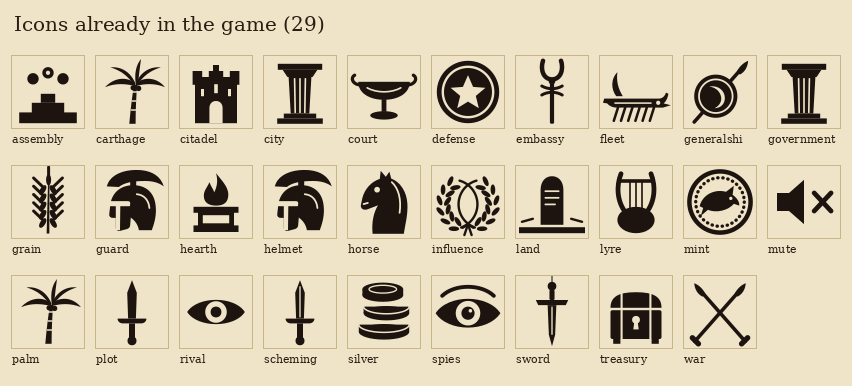 Icons already in the game (29)
assembly carthage citadel city court defense embassy fleet generalshi government
grain guard hearth helmet horse influence land lyre mint mute
palm plot rival scheming silver spies sword treasury war